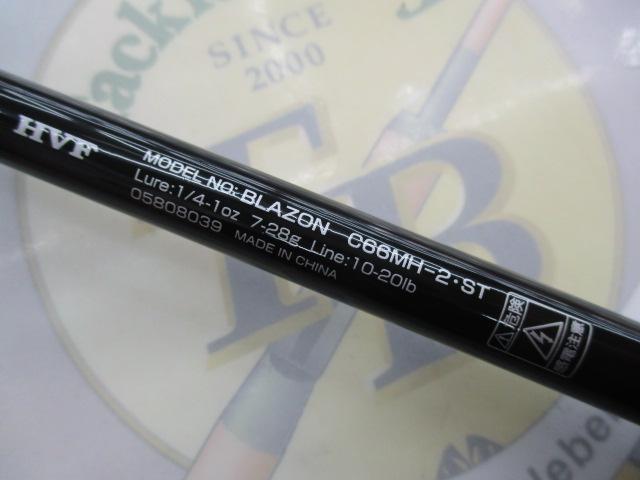 HVF
MODEL NO: BLAZON C66MH-2・ST
Lure:1/4-1oz 7-28g Line:10-20lb
05808039 MADE IN CHINA
危険
感電注意
SINCE
2000
TB